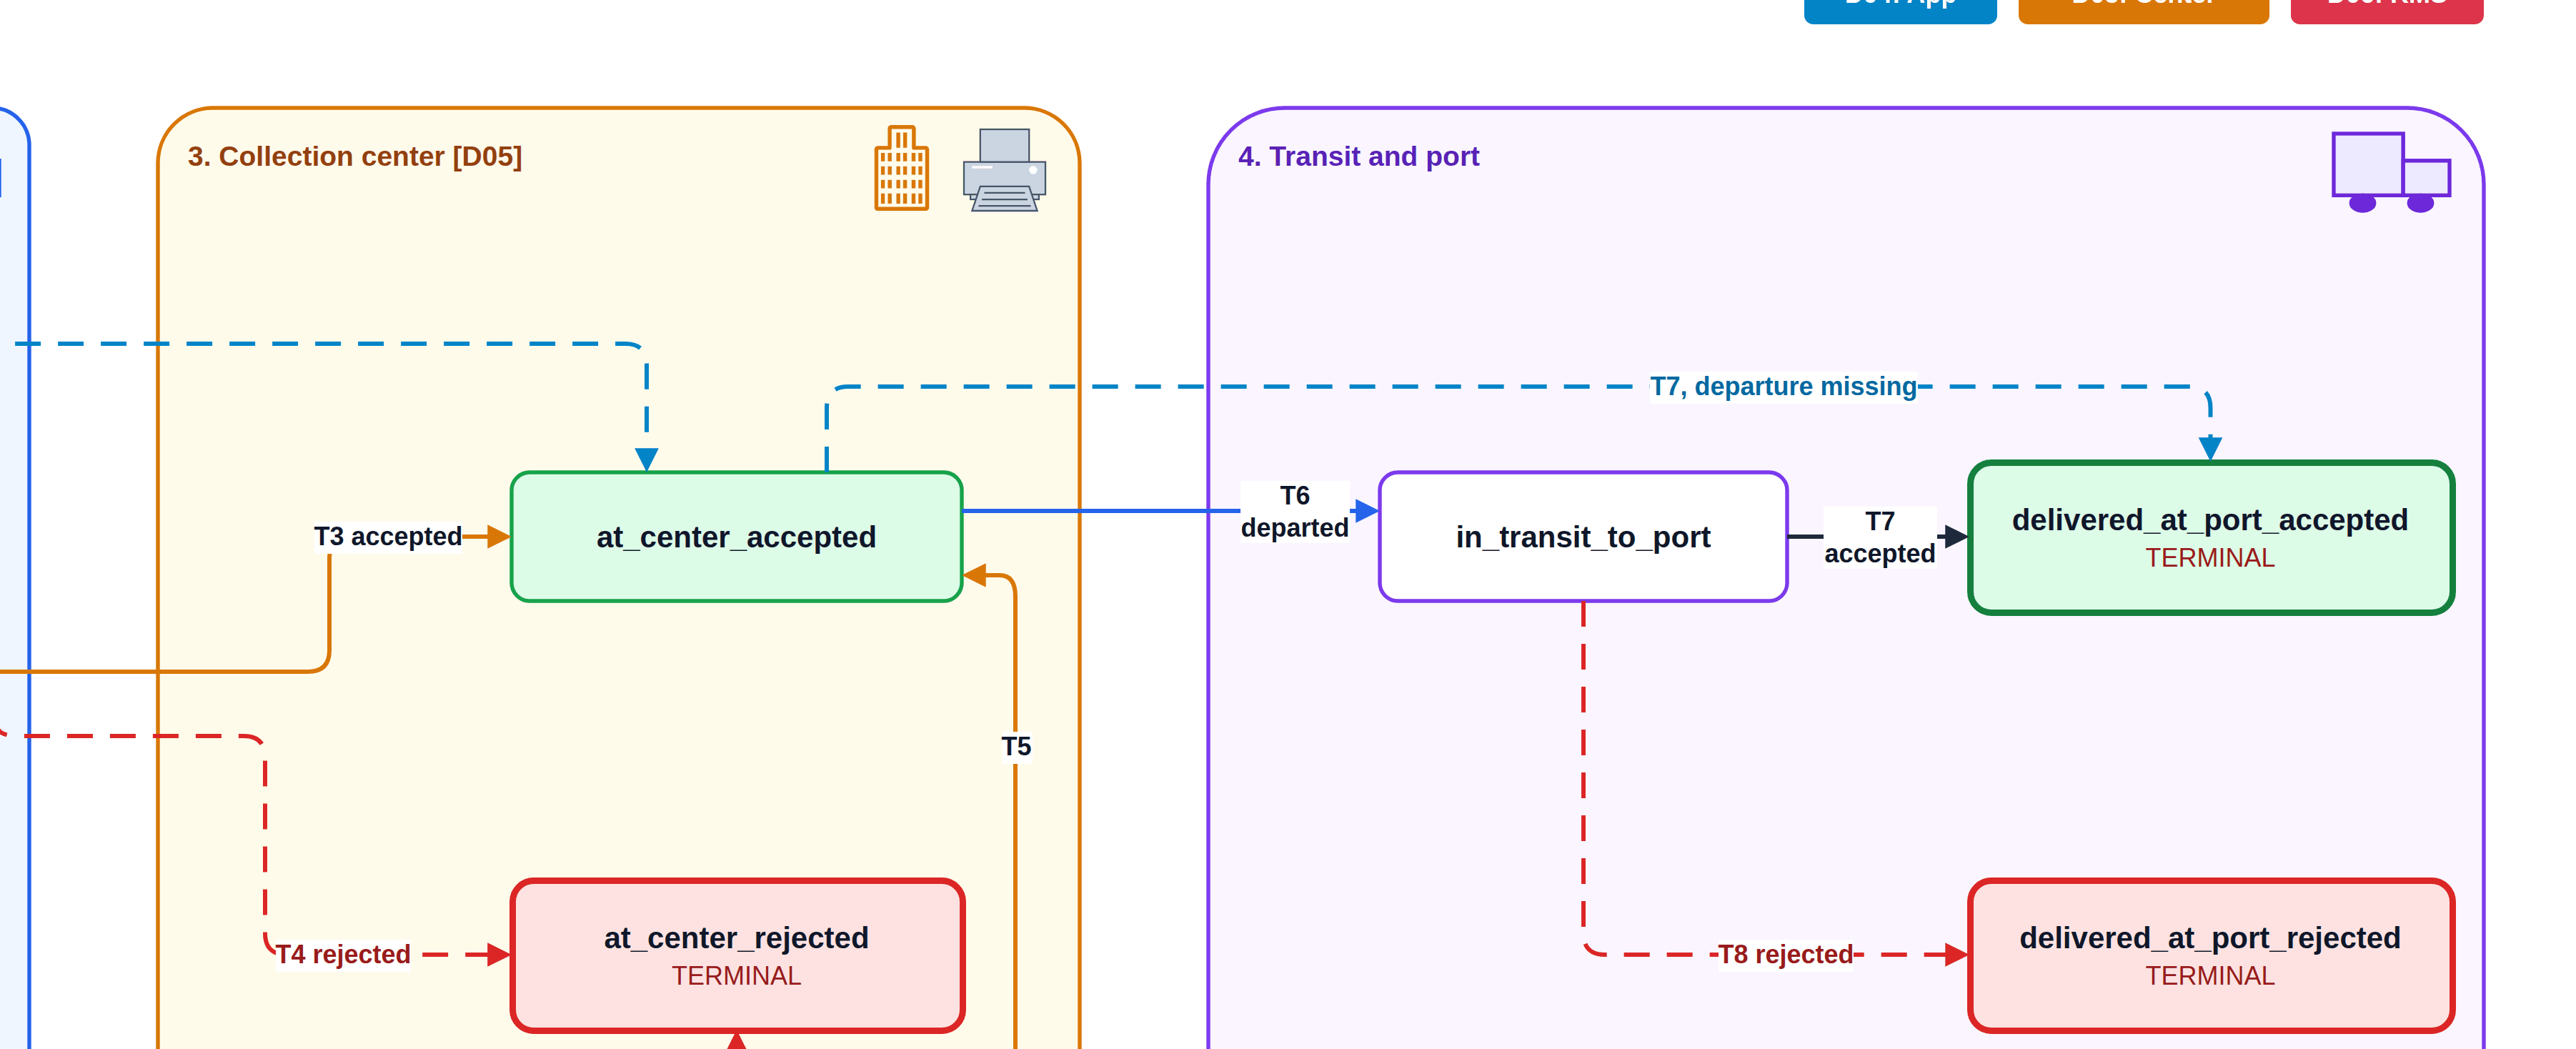 3. Collection center [D05]
4. Transit and port
T7, departure missing
T3 accepted
at_center_accepted
T6
departed
in_transit_to_port
T7
accepted
delivered_at_port_accepted
TERMINAL
T5
T4 rejected
at_center_rejected
TERMINAL
T8 rejected
delivered_at_port_rejected
TERMINAL